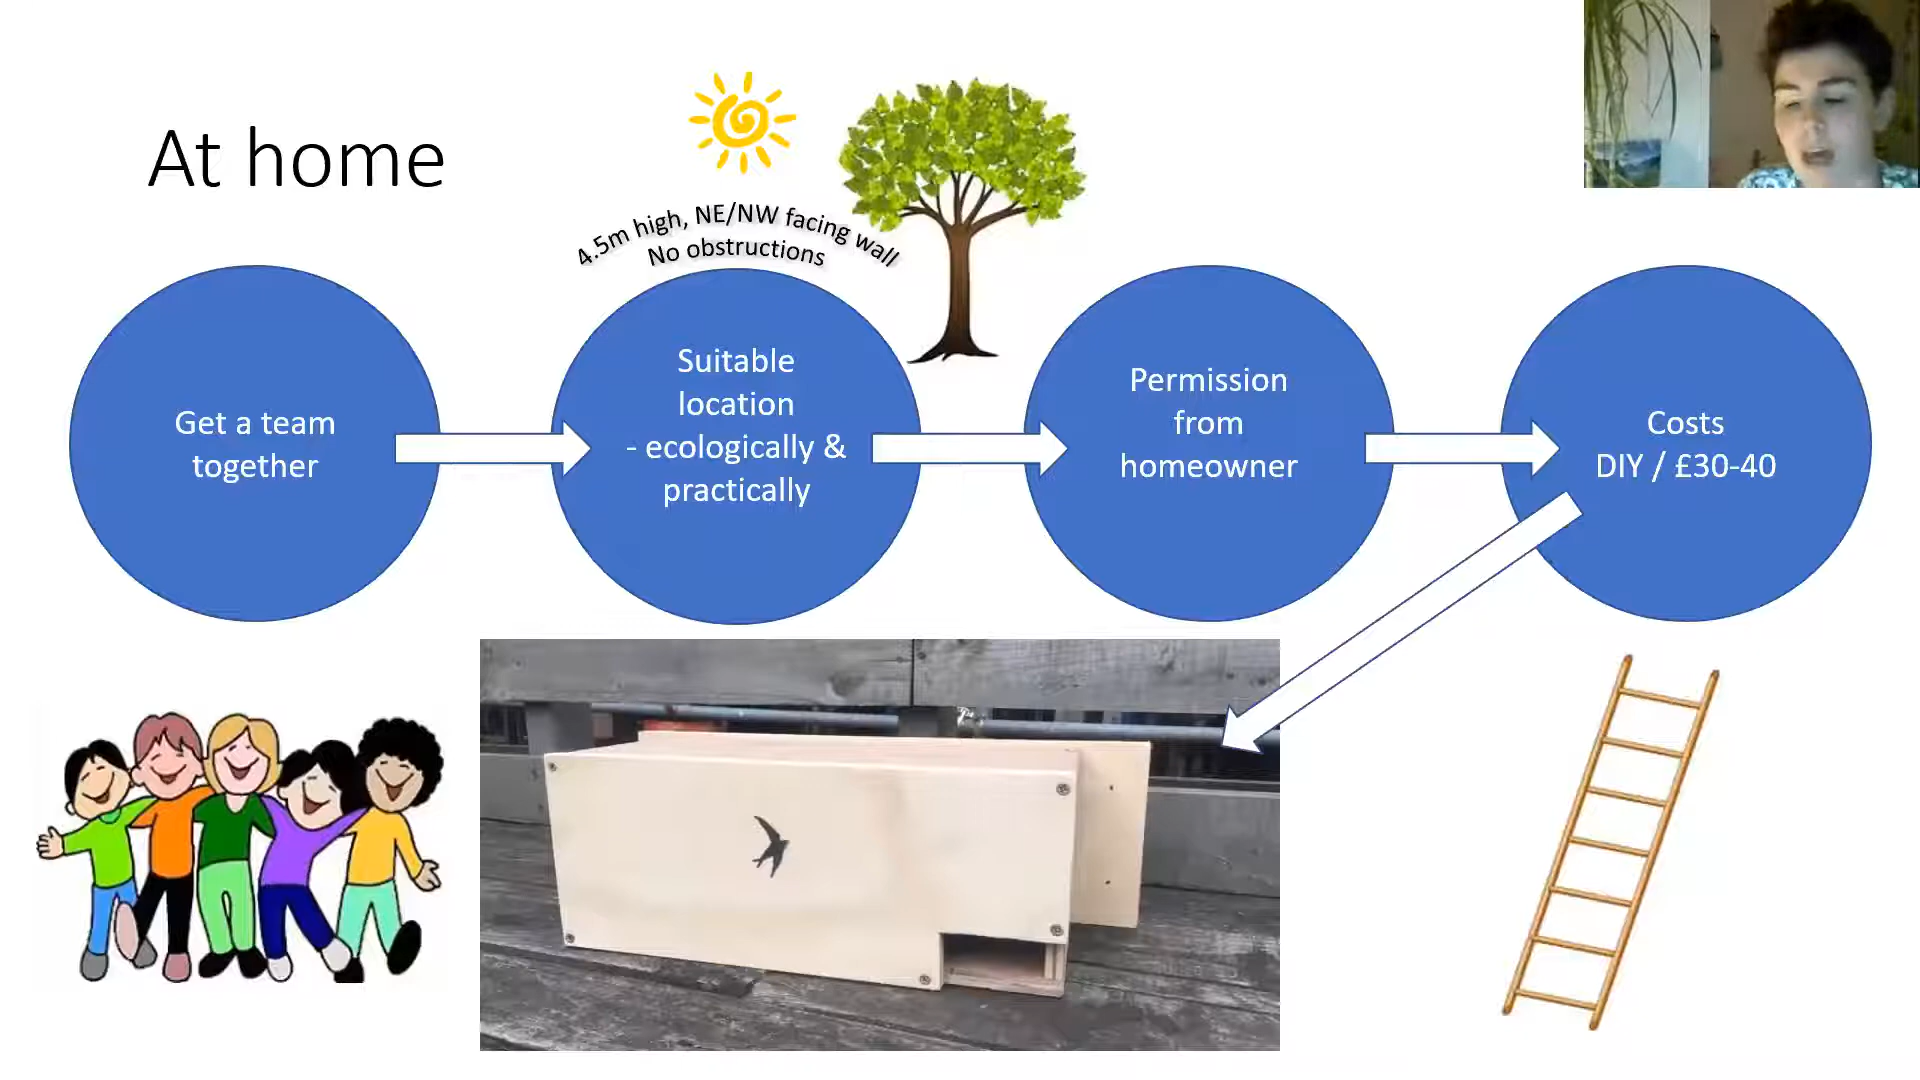 At home
4.5m high, NE/NW facing wall
No obstructions
Get a team
together
Suitable
location
- ecologically &
practically
Permission
from
homeowner
Costs
DIY / £30-40